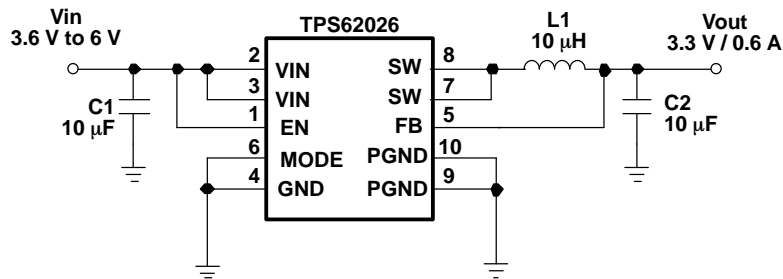 TPS62026
Vin
3.6 V to 6 V
C1
10 µF
2
VIN
3
VIN
1
EN
6
MODE
4
GND
SW
8
SW
7
FB
5
PGND
10
PGND
9
L1
10 µH
Vout
3.3 V / 0.6 A
C2
10 µF